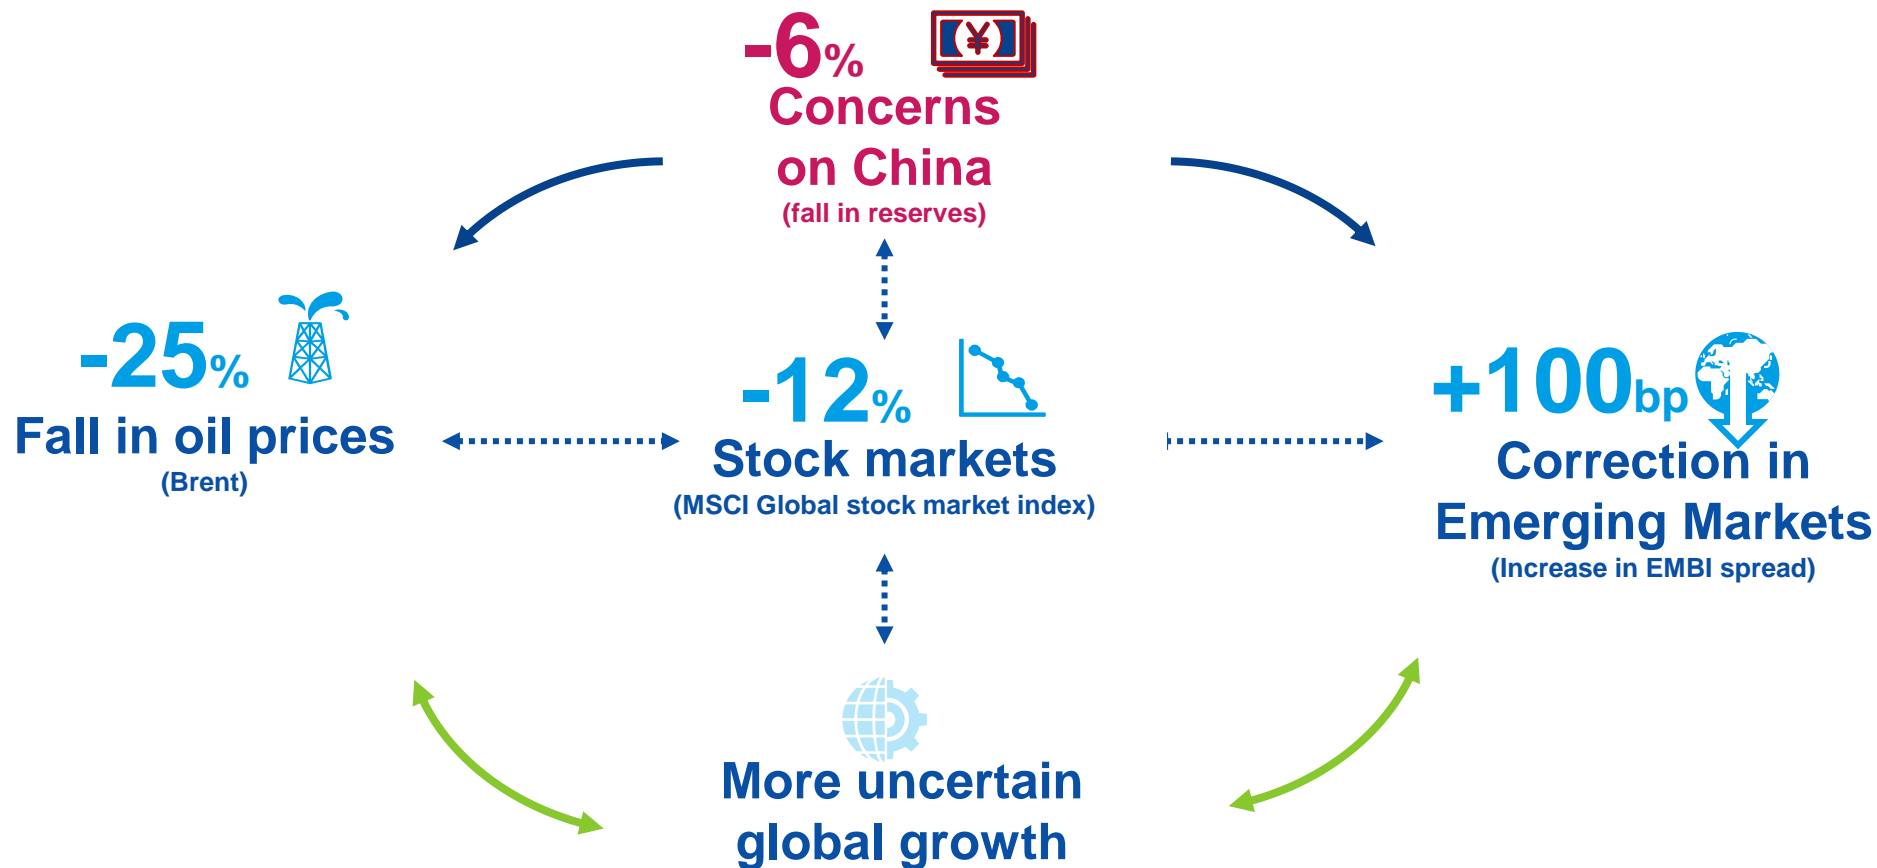 -6%
¥
Concerns
on China
(fall in reserves)
-25%
Fall in oil prices
(Brent)
-12%
Stock markets
(MSCI Global stock market index)
+100bp
Correction in
Emerging Markets
(Increase in EMBI spread)
More uncertain
global growth